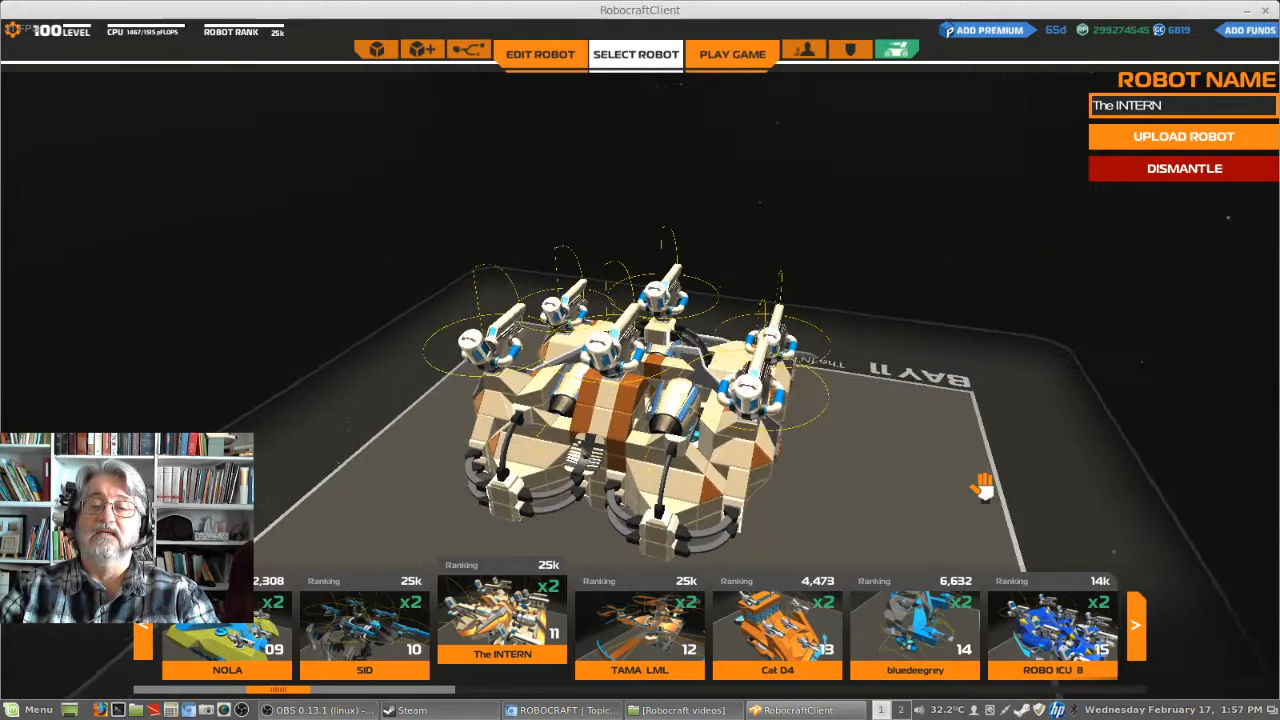 RobocraftClient
100 LEVEL
CPU 1467/1515 pFLOPS
ROBOT RANK 25k
ADD PREMIUM
65d
299274545
6819
ADD FUNDS
EDIT ROBOT
SELECT ROBOT
PLAY GAME
ROBOT NAME
The INTERN
UPLOAD ROBOT
DISMANTLE
BAY 11
2,308
x2
09
NOLA
Ranking 25k
x2
10
SID
Ranking 25k
x2
11
The INTERN
Ranking 25k
x2
12
TAMA LML
Ranking 4,473
x2
13
Cat D4
Ranking 6,632
x2
14
bluedeegrey
Ranking 14k
x2
15
ROBO ICU 8
Menu
OBS 0.13.1 (linux) -...
Steam
ROBOCRAFT | Topic...
[Robocraft videos]
RobocraftClient
1
2
32.2°C
Wednesday February 17, 1:57 PM